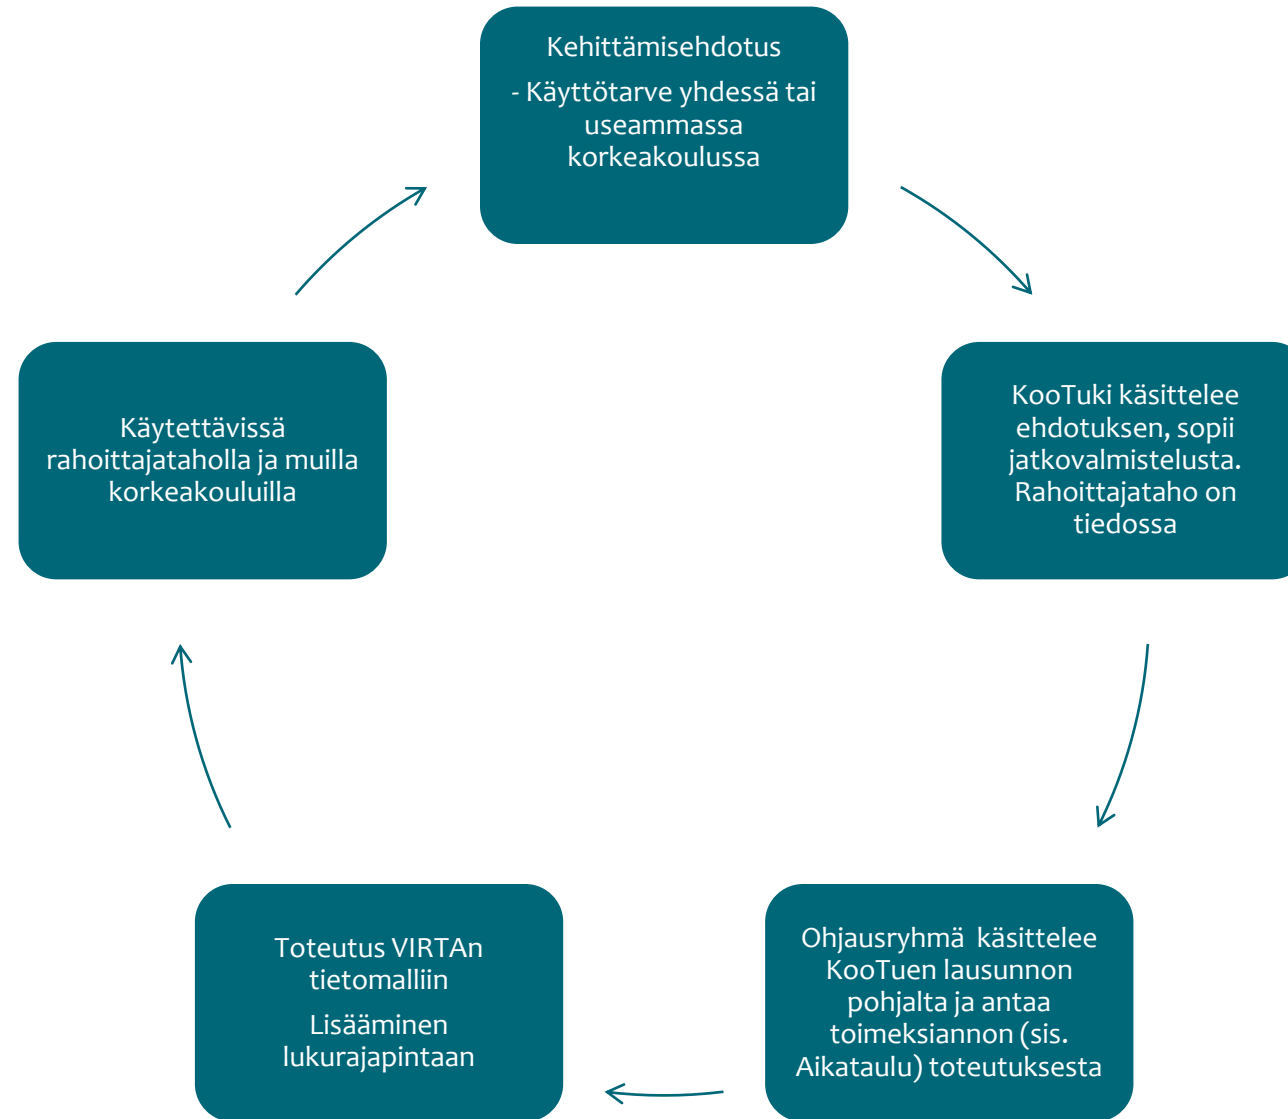 Kehittämisehdotus
- Käyttötarve yhdessä tai
useammassa
korkeakoulussa
KooTuki käsittelee
ehdotuksen, sopii
jatkovalmistelusta.
Rahoittajataho on
tiedossa
Ohjausryhmä käsittelee
KooTuen lausunnon
pohjalta ja antaa
toimeksiannon (sis.
Aikataulu) toteutuksesta
Toteutus VIRTAn
tietomalliin
Lisääminen
lukurajapintaan
Käytettävissä
rahoittajataholla ja muilla
korkeakouluilla